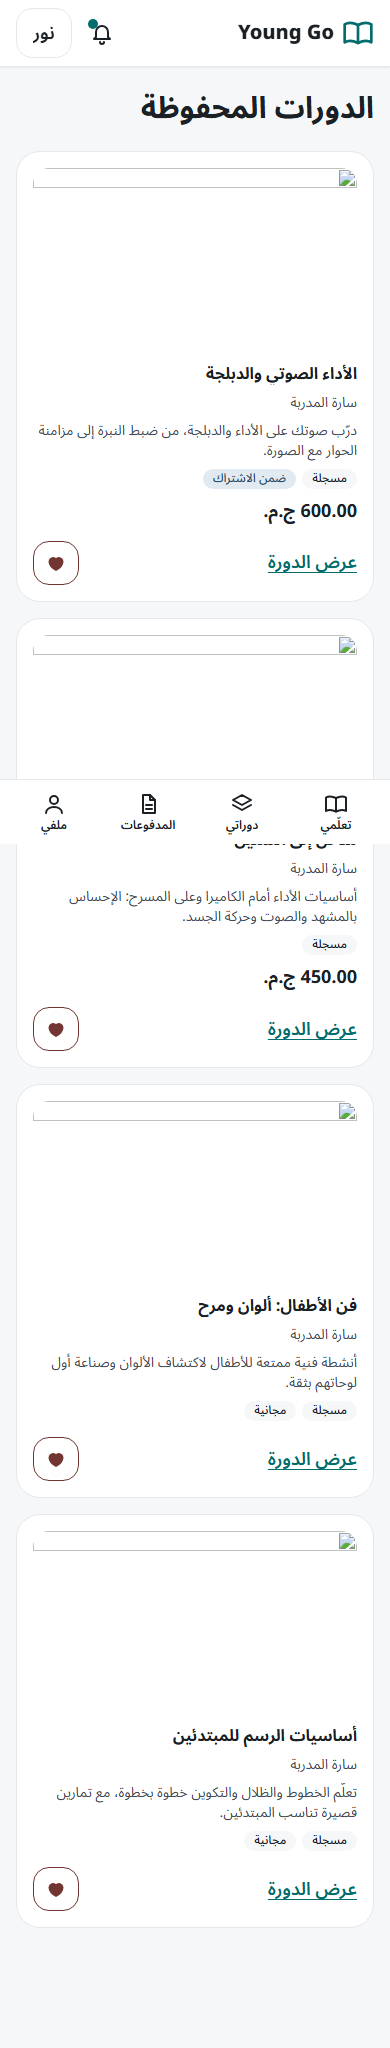 Young Go
نور
الدورات المحفوظة
الأداء الصوتي والدبلجة
سارة المدربة
درّب صوتك على الأداء والدبلجة، من ضبط النبرة إلى مزامنة
الحوار مع الصورة.
مسجلة
ضمن الاشتراك
600.00 ج.م.
عرض الدورة
تعلّمي
دوراتي
المدفوعات
ملفي
سارة المدربة
أساسيات الأداء أمام الكاميرا وعلى المسرح: الإحساس
بالمشهد والصوت وحركة الجسد.
مسجلة
450.00 ج.م.
عرض الدورة
فن الأطفال: ألوان ومرح
سارة المدربة
أنشطة فنية ممتعة للأطفال لاكتشاف الألوان وصناعة أول
لوحاتهم بثقة.
مسجلة
مجانية
عرض الدورة
أساسيات الرسم للمبتدئين
سارة المدربة
تعلّم الخطوط والظلال والتكوين خطوة بخطوة، مع تمارين
قصيرة تناسب المبتدئين.
مسجلة
مجانية
عرض الدورة